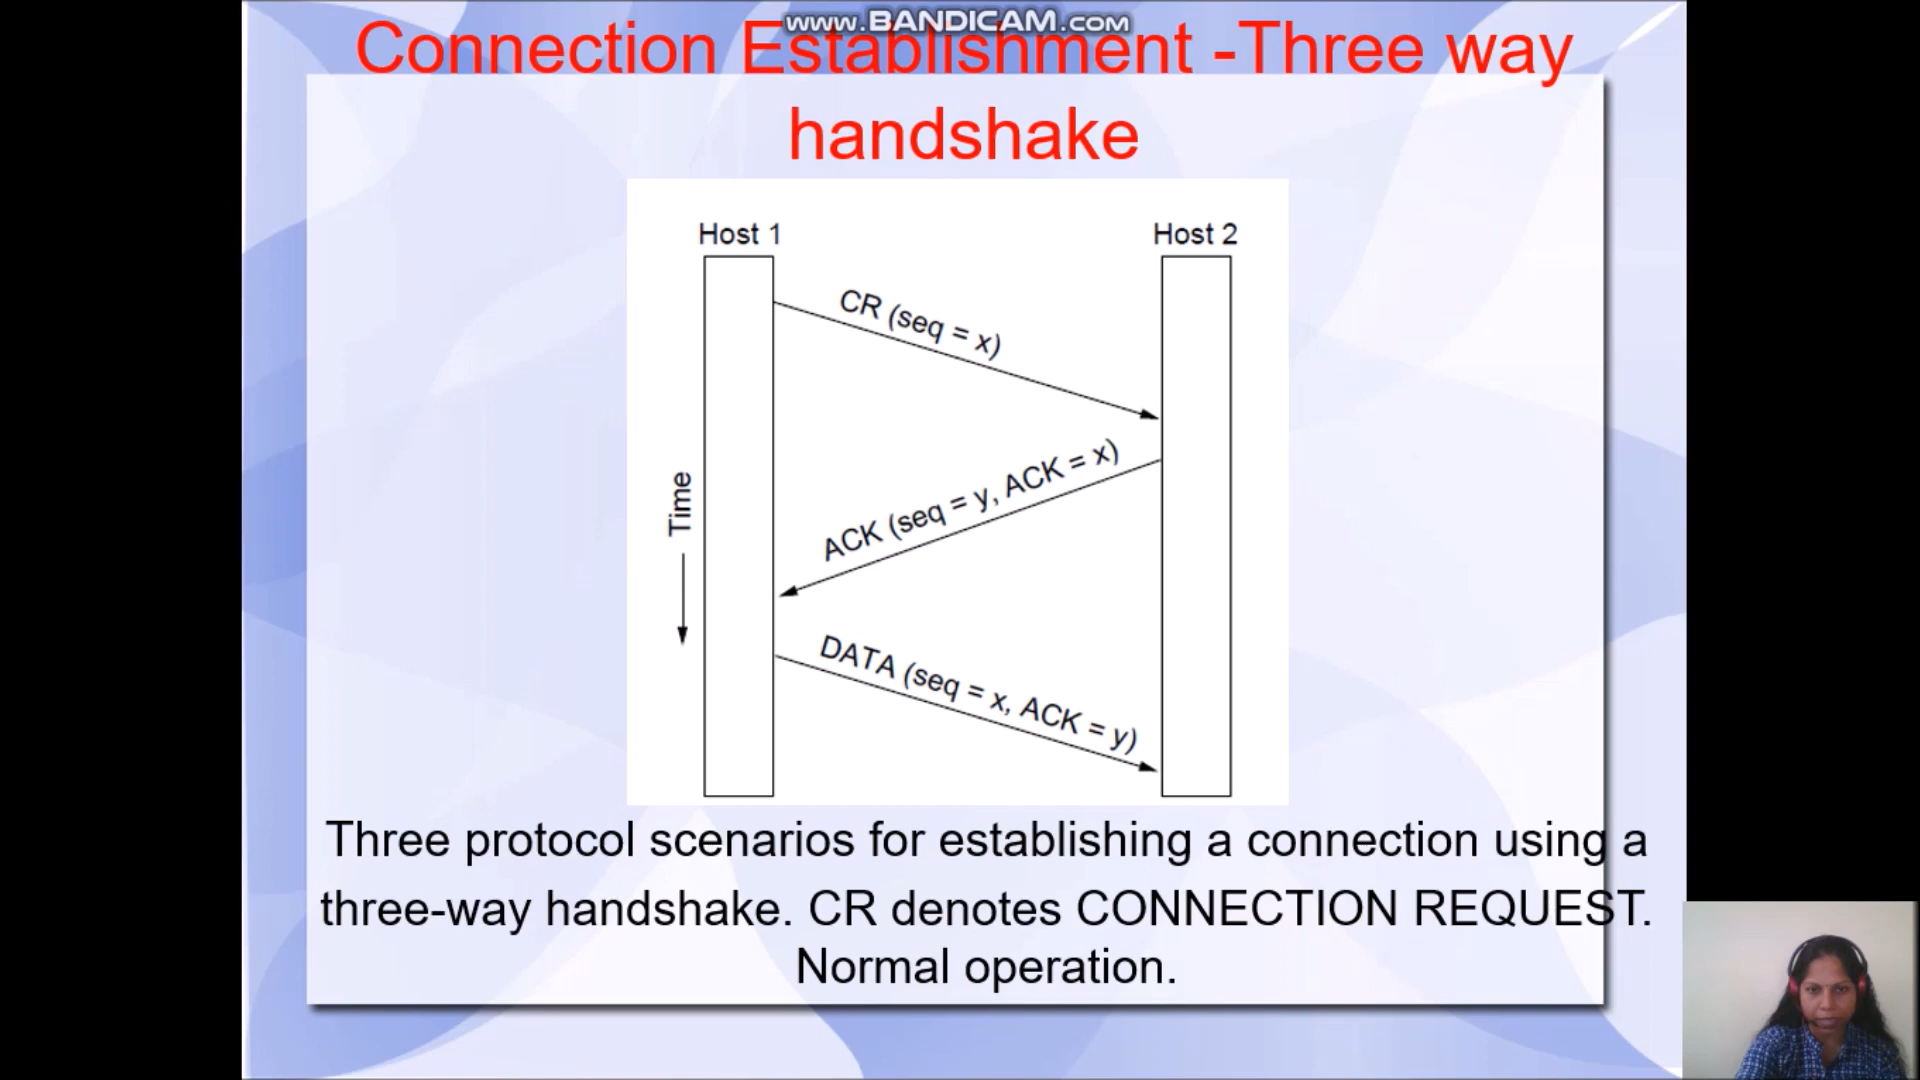 www.BANDICAM.com
Connection Establishment -Three way
handshake
Host 1
Host 2
CR (seq = x)
ACK (seq = y, ACK = x)
Time
DATA (seq = x, ACK = y)
Three protocol scenarios for establishing a connection using a
three-way handshake. CR denotes CONNECTION REQUEST.
Normal operation.